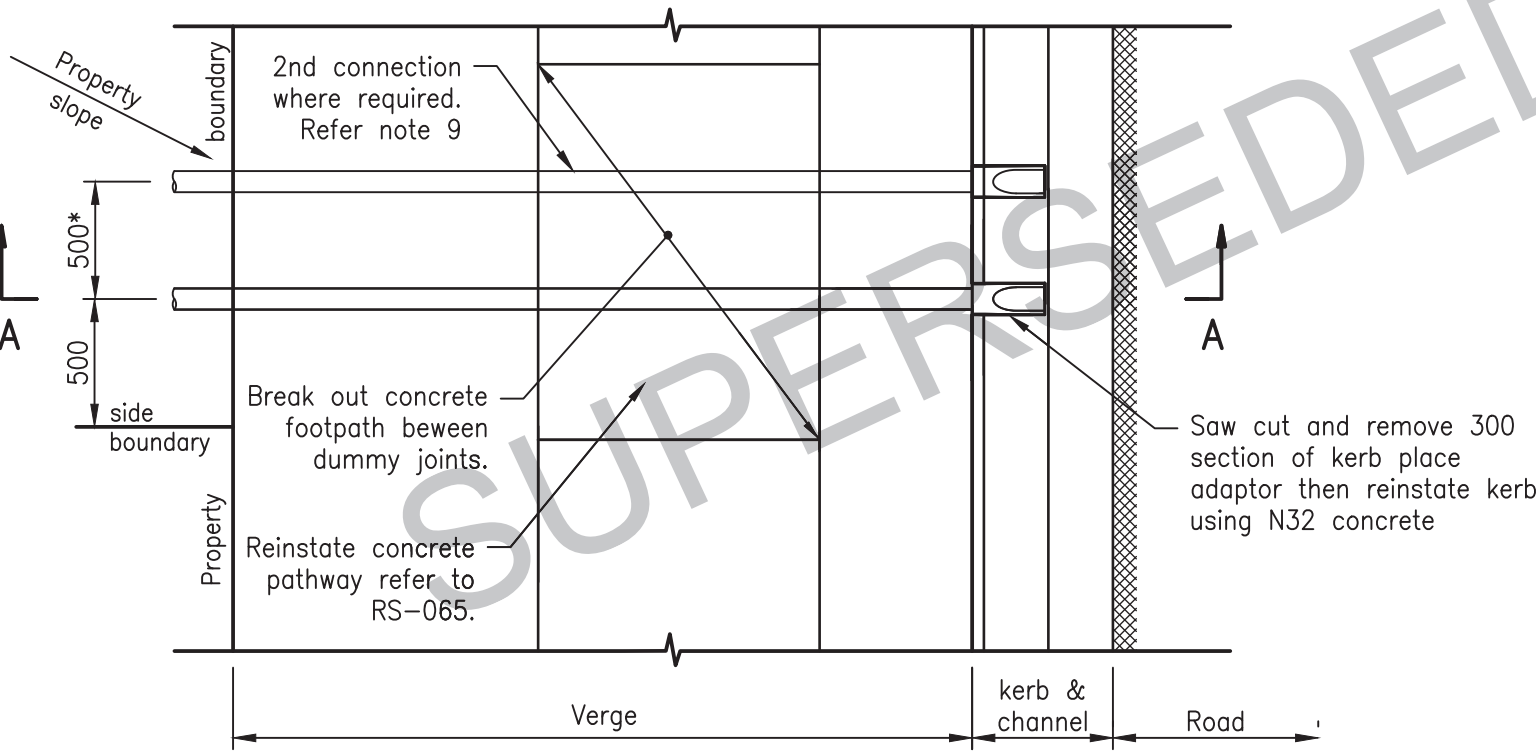 Property
slope
boundary
2nd connection
where required.
Refer note 9
500*
500
A
A
side
boundary
Break out concrete
footpath beween
dummy joints.
Saw cut and remove 300
section of kerb place
adaptor then reinstate kerb
using N32 concrete
Property
Reinstate concrete
pathway refer to
RS-065.
Verge
kerb &
channel
Road
SUPERSEDED